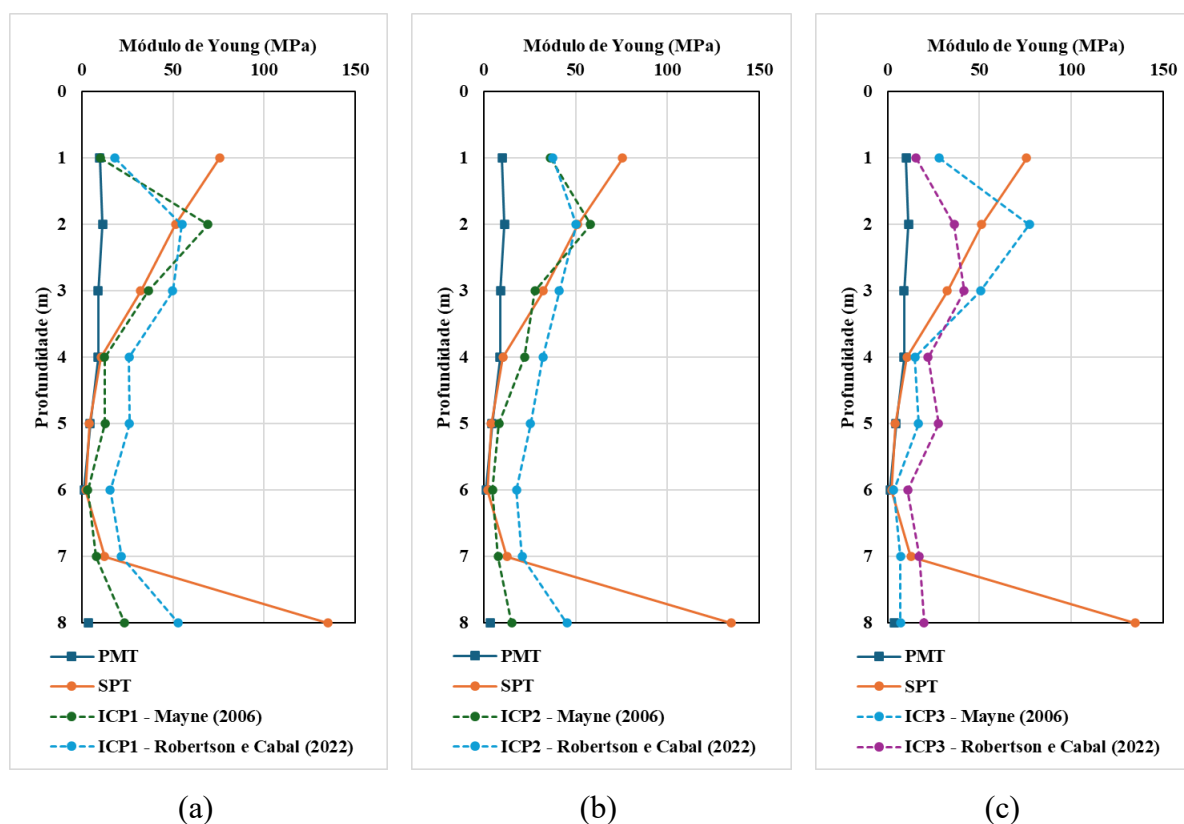 Módulo de Young (MPa)
0 50 100 150
0
1
2
3
4
5
6
7
8
Profundidade (m)
PMT
SPT
ICP1 - Mayne (2006)
ICP1 - Robertson e Cabal (2022)
(a)
Módulo de Young (MPa)
0 50 100 150
0
1
2
3
4
5
6
7
8
Profundidade (m)
PMT
SPT
ICP2 - Mayne (2006)
ICP2 - Robertson e Cabal (2022)
(b)
Módulo de Young (MPa)
0 50 100 150
0
1
2
3
4
5
6
7
8
Profundidade (m)
PMT
SPT
ICP3 - Mayne (2006)
ICP3 - Robertson e Cabal (2022)
(c)